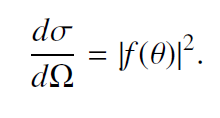 dσ/dΩ = |f(θ)|².